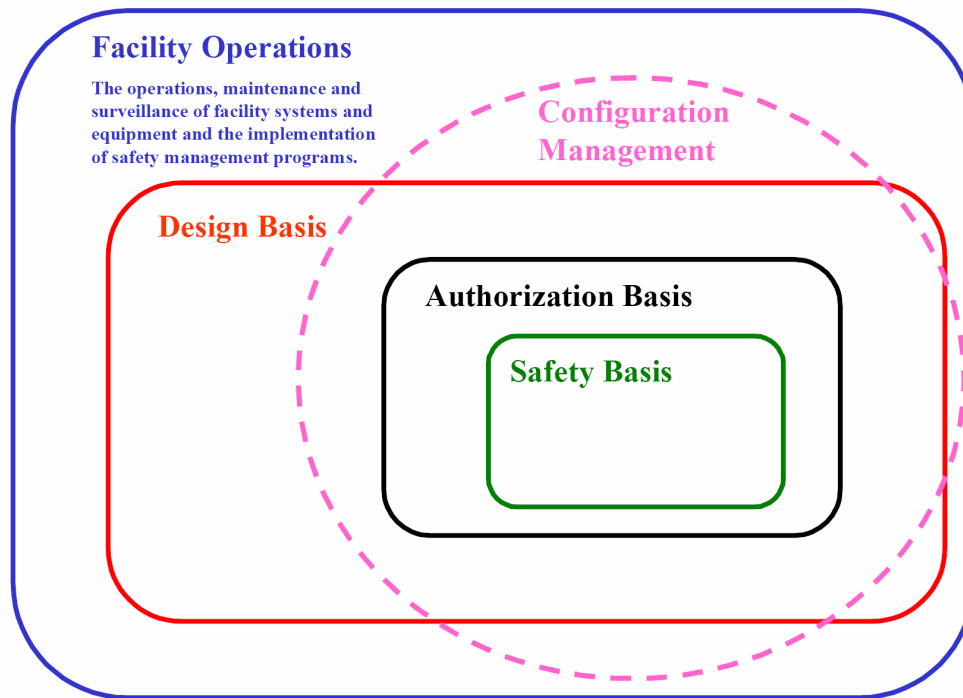 Facility Operations
The operations, maintenance and
surveillance of facility systems and
equipment and the implementation
of safety management programs.
Configuration
Management
Design Basis
Authorization Basis
Safety Basis